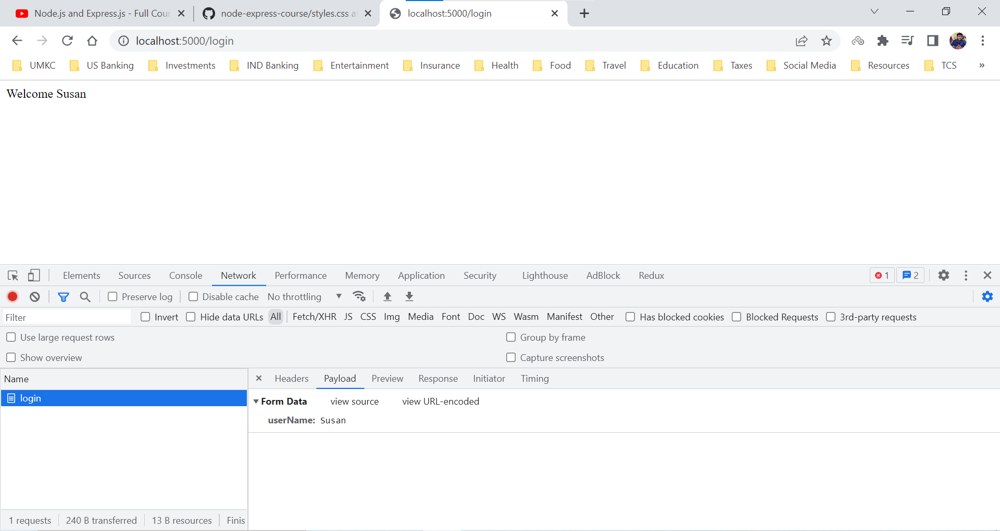 Node.js and Express.js - Full Cour
node-express-course/styles.css at
localhost:5000/login
localhost:5000/login
UMKC US Banking Investments IND Banking Entertainment Insurance Health Food Travel Education Taxes Social Media Resources TCS »
Welcome Susan
Elements Sources Console Network Performance Memory Application Security Lighthouse AdBlock Redux 1 2
Preserve log Disable cache No throttling
Filter Invert Hide data URLs All Fetch/XHR JS CSS Img Media Font Doc WS Wasm Manifest Other Has blocked cookies Blocked Requests 3rd-party requests
Use large request rows Group by frame
Show overview Capture screenshots
Name Headers Payload Preview Response Initiator Timing
login
Form Data view source view URL-encoded
userName: Susan
1 requests 240 B transferred 13 B resources Finis